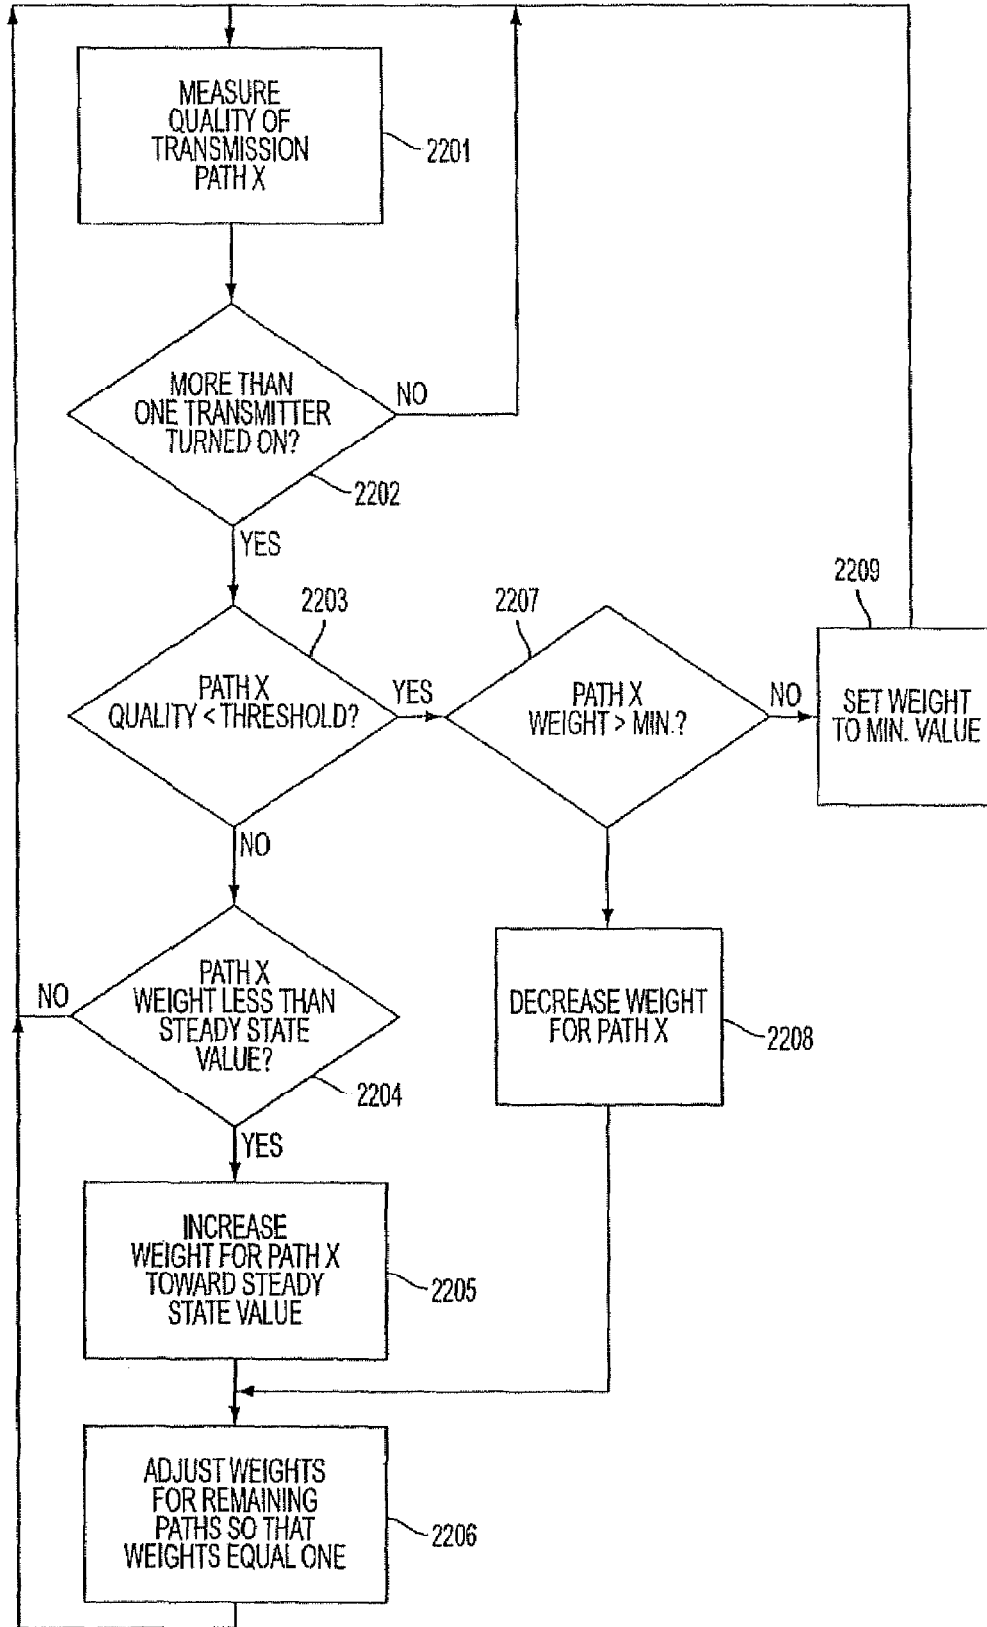 MEASURE
QUALITY OF
TRANSMISSION
PATH X
2201
MORE THAN
ONE TRANSMITTER
TURNED ON?
NO
2202
YES
2203
PATH X
QUALITY < THRESHOLD?
YES
2207
PATH X
WEIGHT > MIN.?
NO
2209
SET WEIGHT
TO MIN. VALUE
NO
PATH X
WEIGHT LESS THAN
STEADY STATE
VALUE?
NO
2204
YES
DECREASE WEIGHT
FOR PATH X
2208
INCREASE
WEIGHT FOR PATH X
TOWARD STEADY
STATE VALUE
2205
ADJUST WEIGHTS
FOR REMAINING
PATHS SO THAT
WEIGHTS EQUAL ONE
2206